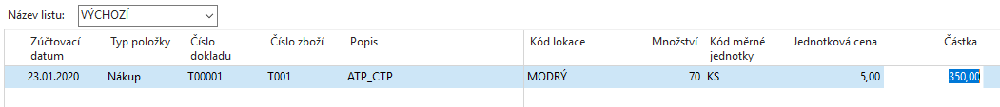 Název listu: VÝCHOZÍ
Zúčtovací datum Typ položky Číslo dokladu Číslo zboží Popis Kód lokace Množství Kód měrné jednotky Jednotková cena Částka
23.01.2020 Nákup T00001 T001 ATP_CTP MODRÝ 70 KS 5,00 350,00